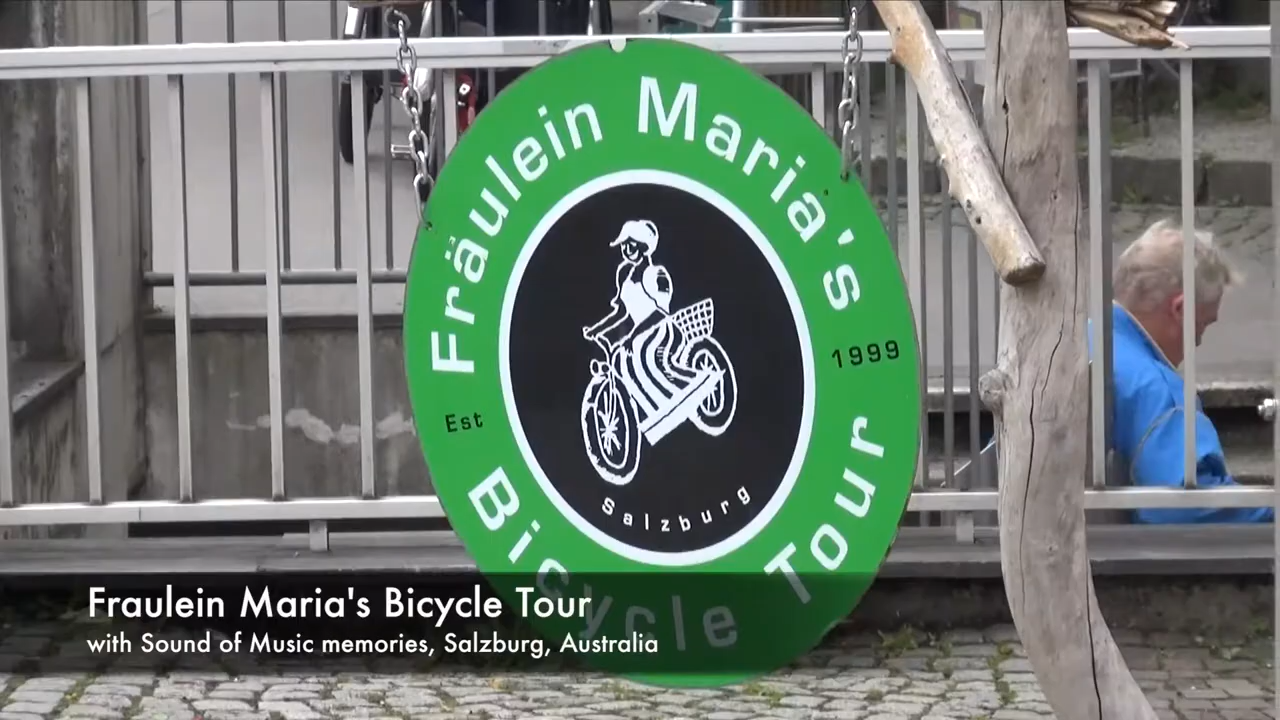 Fräulein Maria's
Est
1999
Salzburg
Bicycle Tour
Fraulein Maria's Bicycle Tour
with Sound of Music memories, Salzburg, Australia